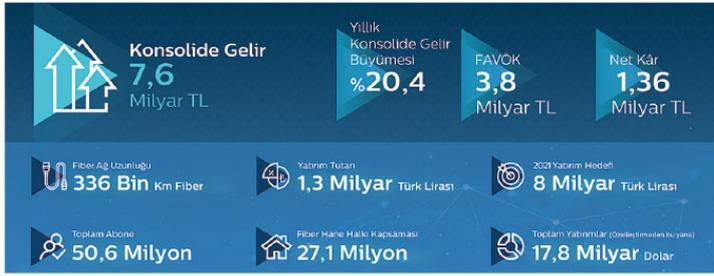 Konsolide Gelir
7,6
Milyar TL
Yıllık
Konsolide Gelir
Büyümesi
%20,4
FAVÖK
3,8
Milyar TL
Net Kâr
1,36
Milyar TL
Fiber Ağ Uzunluğu
336 Bin Km Fiber
Yatırım Tutarı
1,3 Milyar Türk Lirası
2021 Yatırım Hedefi
8 Milyar Türk Lirası
Toplam Abone
50,6 Milyon
Fiber Hane Halkı Kapsaması
27,1 Milyon
Toplam Yatırımlar (Özelleştirmeden bu yana)
17,8 Milyar Dolar